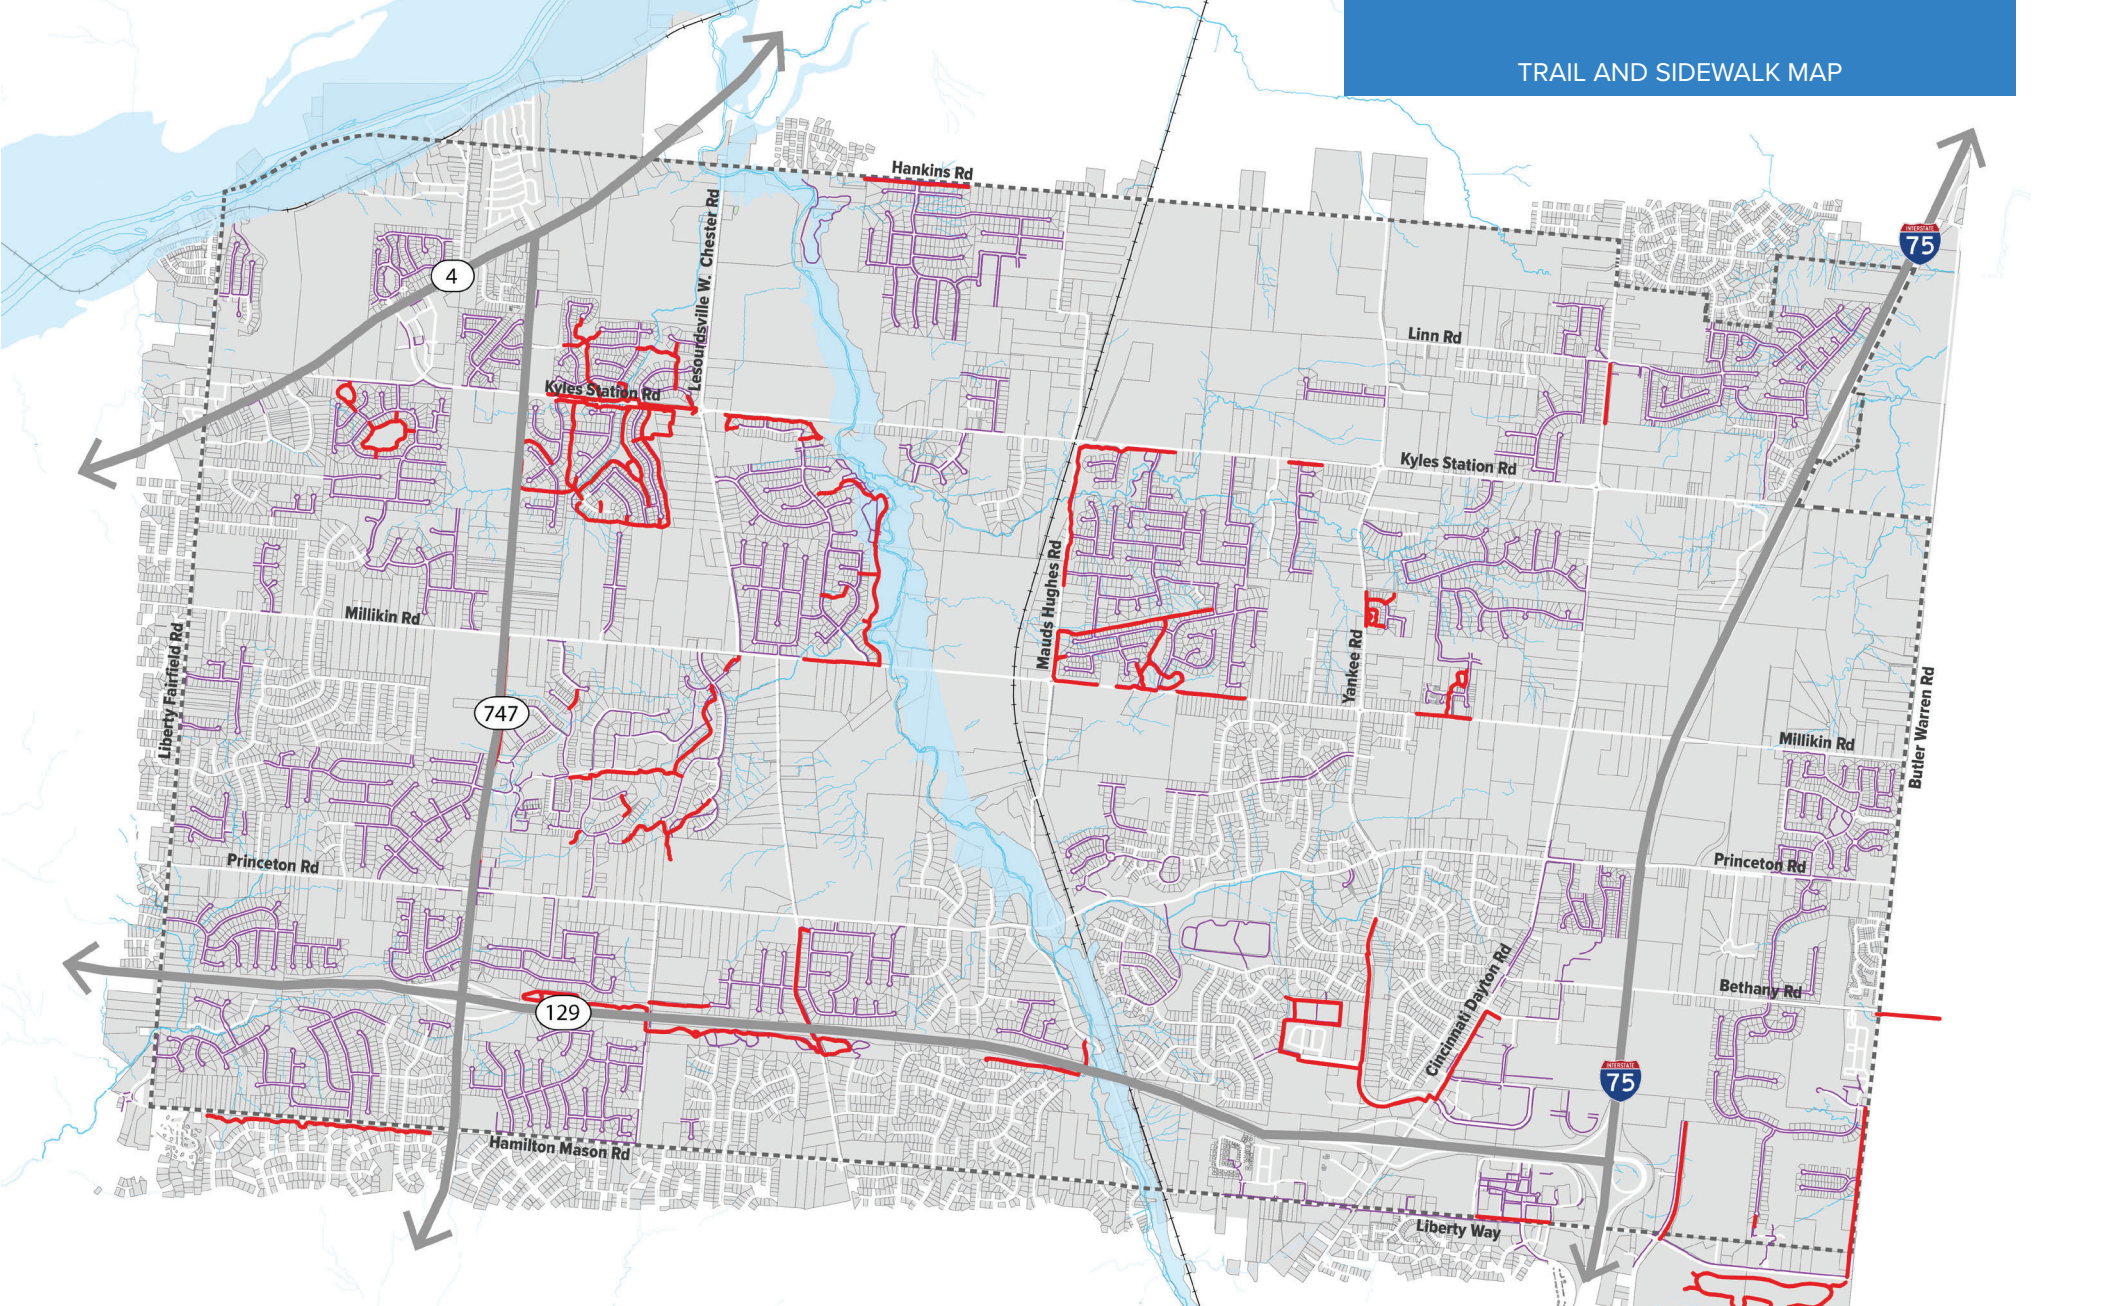 TRAIL AND SIDEWALK MAP
Hankins Rd
INTERSTATE
75
4
Lesourdsville W. Chester Rd
Linn Rd
Kyles Station Rd
Kyles Station Rd
Mauds Hughes Rd
Millikin Rd
Liberty Fairfield Rd
Yankee Rd
747
Butler Warren Rd
Millikin Rd
Princeton Rd
Princeton Rd
Cincinnati Dayton Rd
Bethany Rd
129
INTERSTATE
75
Hamilton Mason Rd
Liberty Way